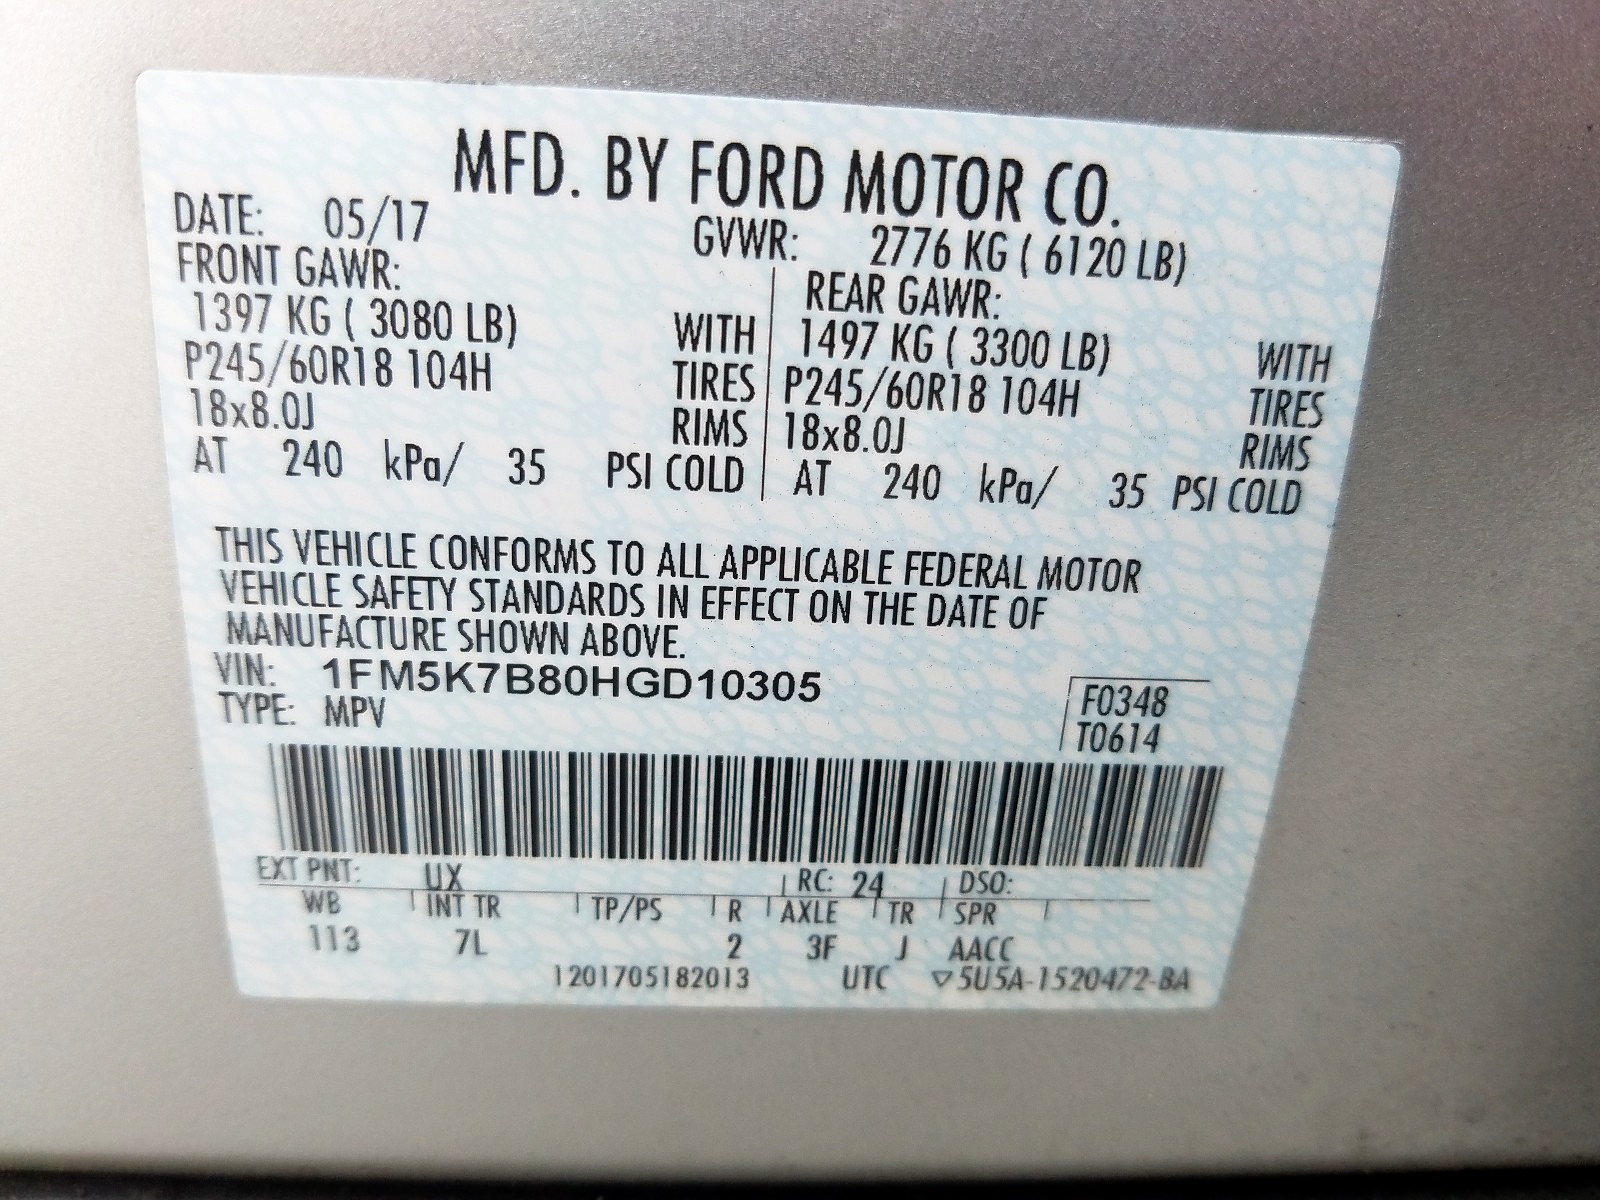 MFD. BY FORD MOTOR CO.
DATE: 05/17 GVWR: 2776 KG ( 6120 LB)
FRONT GAWR: REAR GAWR:
1397 KG ( 3080 LB) WITH 1497 KG ( 3300 LB) WITH
P245/60R18 104H TIRES P245/60R18 104H TIRES
18x8.0J RIMS 18x8.0J RIMS
AT 240 kPa/ 35 PSI COLD AT 240 kPa/ 35 PSI COLD
THIS VEHICLE CONFORMS TO ALL APPLICABLE FEDERAL MOTOR
VEHICLE SAFETY STANDARDS IN EFFECT ON THE DATE OF
MANUFACTURE SHOWN ABOVE.
VIN: 1FM5K7B80HGD10305 F0348
TYPE: MPV T0614
EXT PNT: UX RC: 24 DSO:
WB INT TR TP/PS R AXLE TR SPR
113 7L 2 3F J AACC
1201705182013 UTC ▽5U5A-1520472-BA